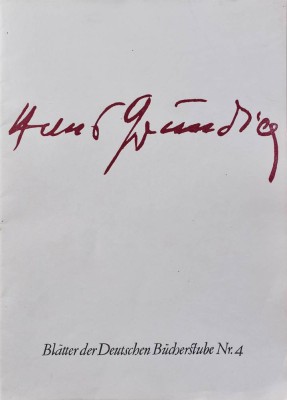 Hans Grundig
Blätter der Deutschen Bücherstube Nr. 4